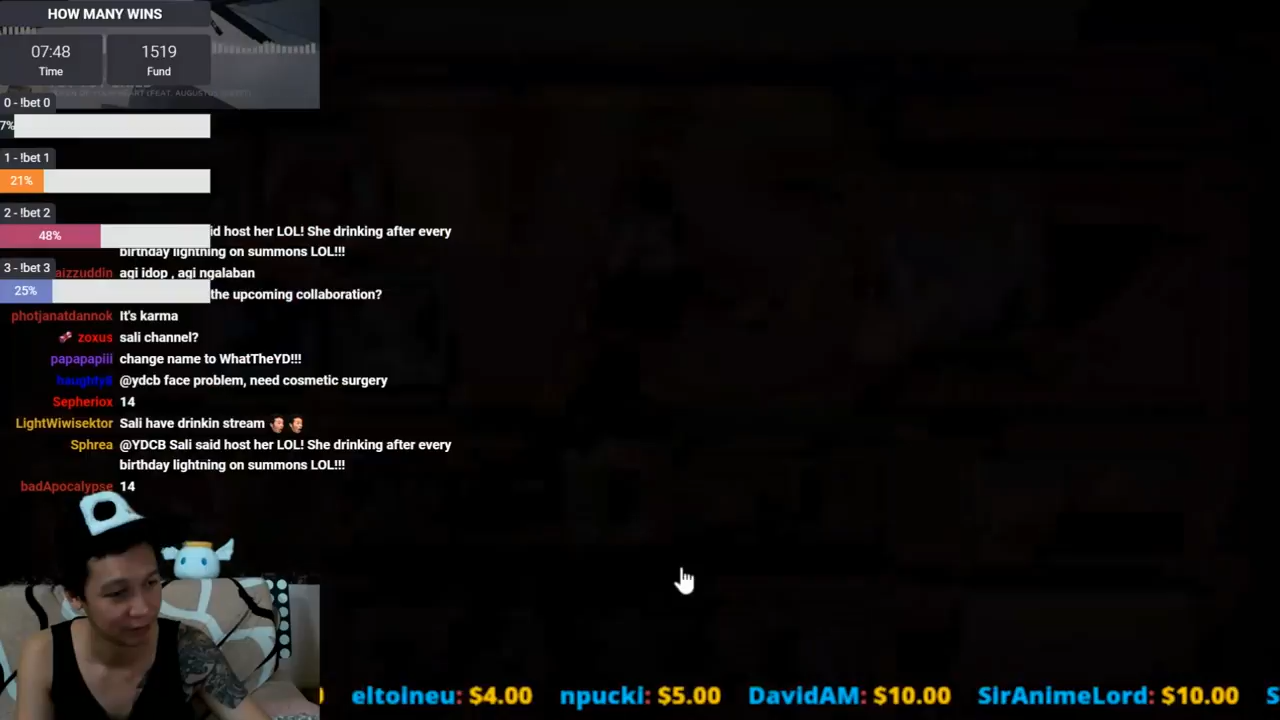 HOW MANY WINS
07:48
Time
1519
Fund
0 - !bet 0
7%
1 - !bet 1
21%
2 - !bet 2
48%
id host her LOL! She drinking after every
birthday lightning on summons LOL!!!
3 - !bet 3
aizzuddin agi idop , agi ngalaban
25%
the upcoming collaboration?
photjanatdannok It's karma
zoxus sali channel?
papapapiii change name to WhatTheYD!!!
@ydcb face problem, need cosmetic surgery
Sepheriox 14
LightWiwisektor Sali have drinkin stream
Sphrea @YDCB Sali said host her LOL! She drinking after every
birthday lightning on summons LOL!!!
badApocalypse 14
eltolneu: $4.00 npucki: $5.00 DavidAM: $10.00 SirAnimeLord: $10.00 S